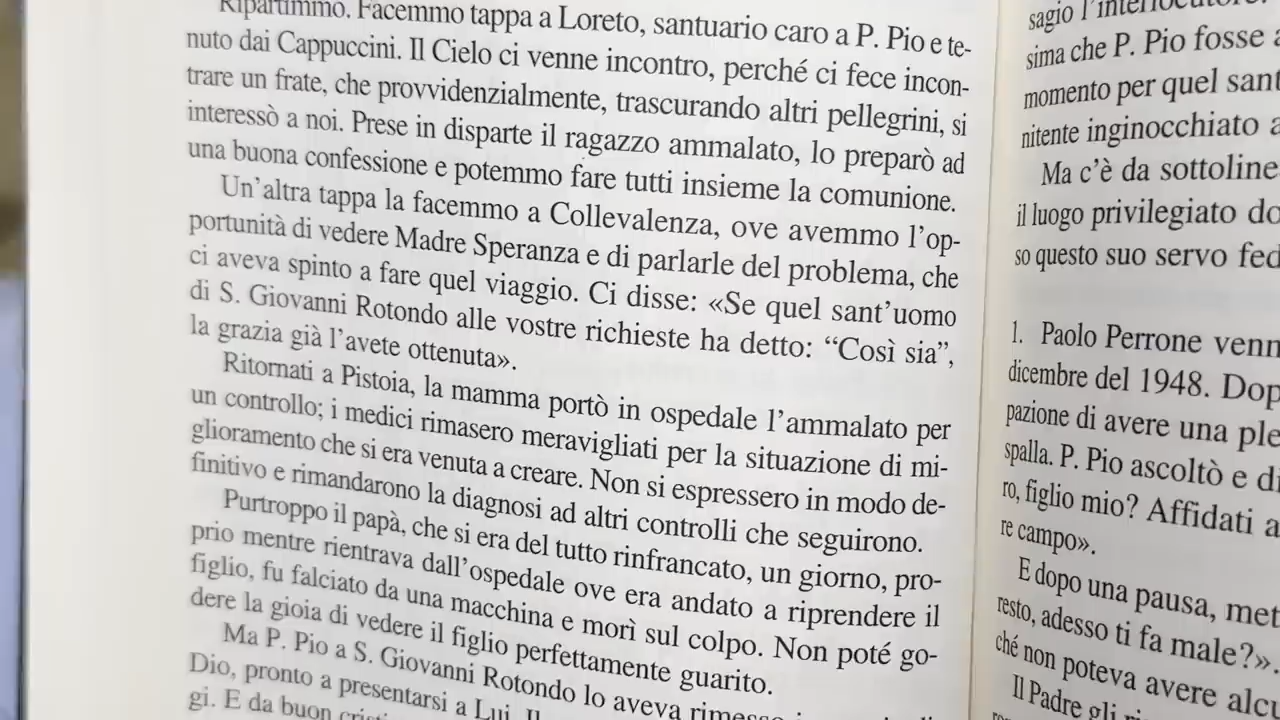 Ripartimmo. Facemmo tappa a Loreto, santuario caro a P. Pio e te-
nuto dai Cappuccini. Il Cielo ci venne incontro, perché ci fece incon-
trare un frate, che provvidenzialmente, trascurando altri pellegrini, si
interessò a noi. Prese in disparte il ragazzo ammalato, lo preparò ad
una buona confessione e potemmo fare tutti insieme la comunione.
Un'altra tappa la facemmo a Collevalenza, ove avemmo l'op-
portunità di vedere Madre Speranza e di parlarle del problema, che
ci aveva spinto a fare quel viaggio. Ci disse: «Se quel sant'uomo
di S. Giovanni Rotondo alle vostre richieste ha detto: “Così sia”,
la grazia già l'avete ottenuta».
Ritornati a Pistoia, la mamma portò in ospedale l'ammalato per
un controllo; i medici rimasero meravigliati per la situazione di mi-
glioramento che si era venuta a creare. Non si espressero in modo de-
finitivo e rimandarono la diagnosi ad altri controlli che seguirono.
Purtroppo il papà, che si era del tutto rinfrancato, un giorno, pro-
prio mentre rientrava dall'ospedale ove era andato a riprendere il
figlio, fu falciato da una macchina e morì sul colpo. Non poté go-
dere la gioia di vedere il figlio perfettamente guarito.
Ma P. Pio a S. Giovanni Rotondo lo aveva
Dio, pronto a presentarsi a Lui.
gi. E da buon
sagio l'interlocutore.
sima che P. Pio fosse
momento per quel sant
nitente inginocchiato a
Ma c'è da sottoline
il luogo privilegiato do
so questo suo servo fed
1. Paolo Perrone venn
dicembre del 1948. Dop
pazione di avere una ple
spalla. P. Pio ascoltò e di
ro, figlio mio? Affidati a
re campo».
E dopo una pausa, met
resto, adesso ti fa male?».
ché non poteva avere alcu
Il Padre gli